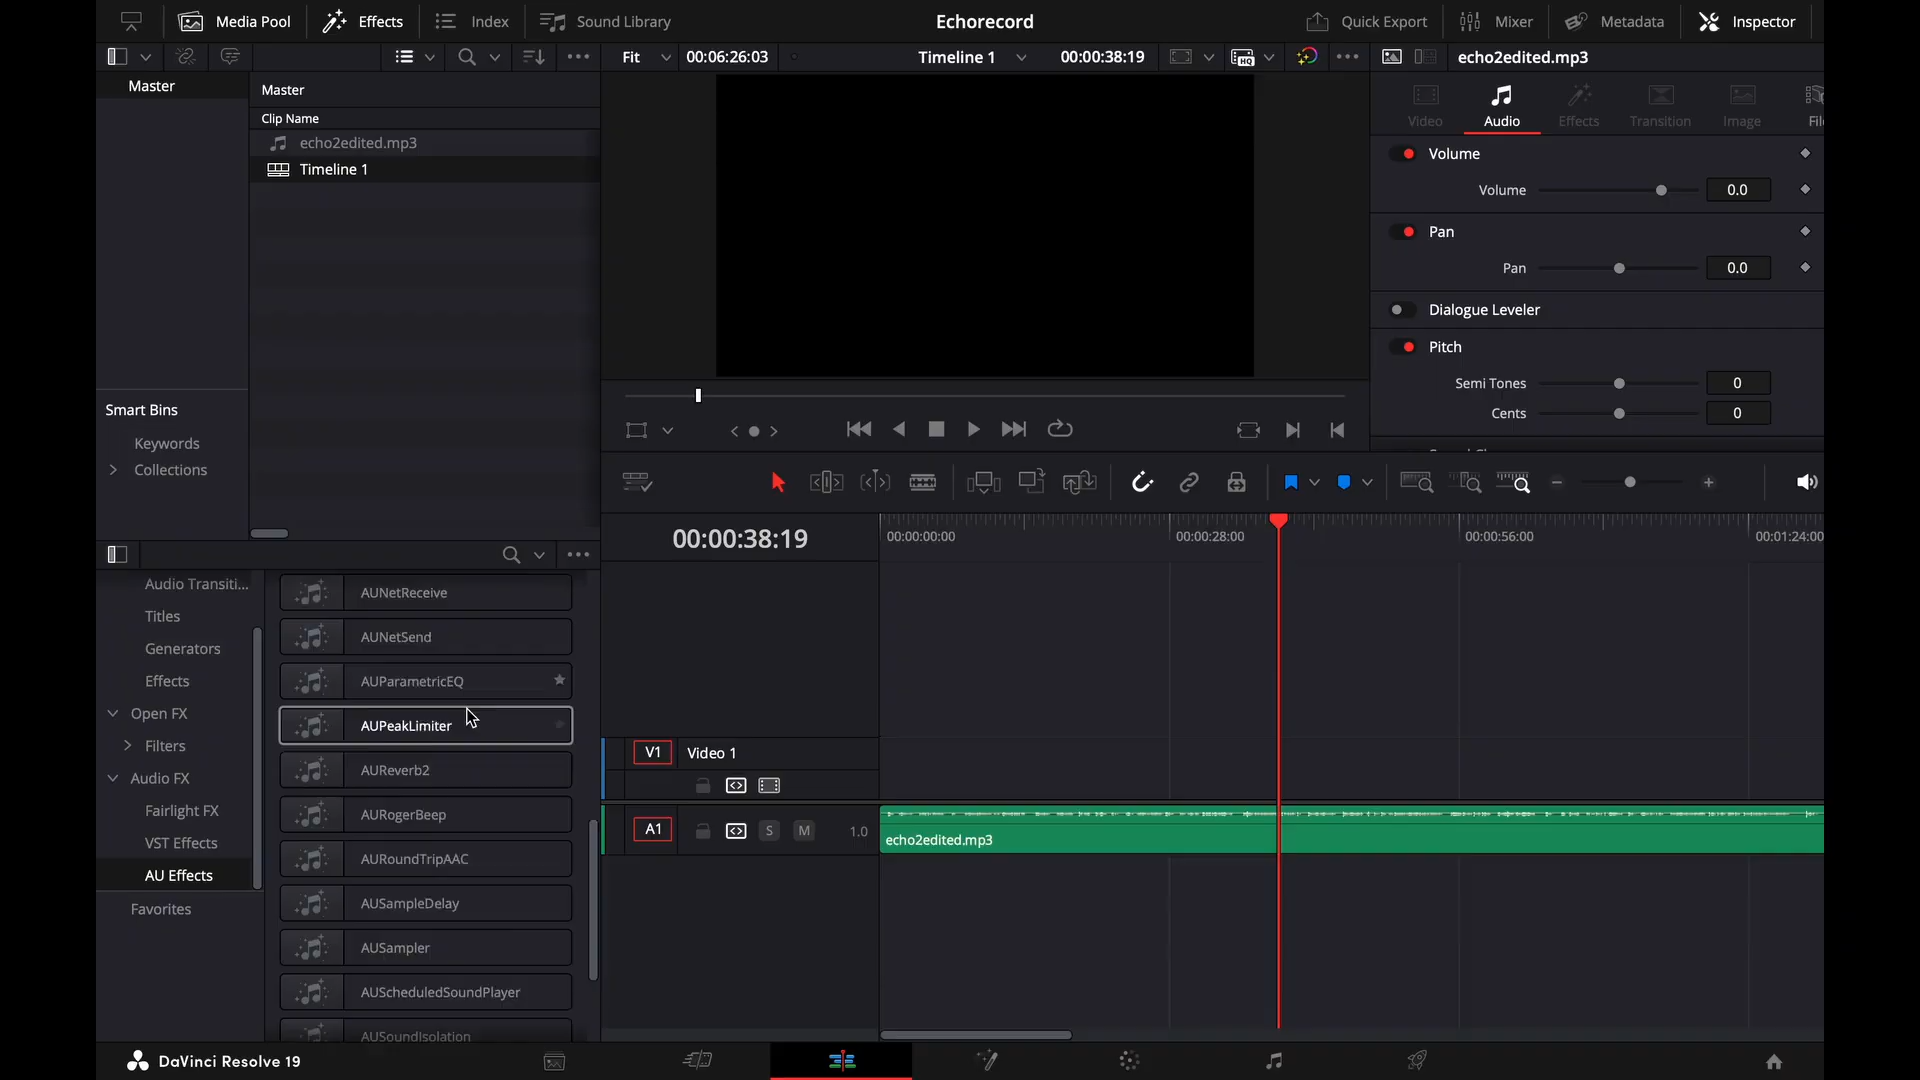 Media Pool
Effects
Index
Sound Library
Echorecord
Quick Export
Mixer
Metadata
Inspector
Fit
00:06:26:03
Timeline 1
00:00:38:19
echo2edited.mp3
Master
Master
Clip Name
echo2edited.mp3
Timeline 1
Smart Bins
Keywords
Collections
Video
Audio
Effects
Transition
Image
Fil
Volume
Volume
0.0
Pan
Pan
0.0
Dialogue Leveler
Pitch
Semi Tones
0
Cents
0
00:00:38:19
00:00:00:00
00:00:28:00
00:00:56:00
00:01:24:00
Audio Transiti...
Titles
Generators
Effects
Open FX
Filters
Audio FX
Fairlight FX
VST Effects
AU Effects
Favorites
AUNetReceive
AUNetSend
AUParametricEQ
AUPeakLimiter
AUReverb2
AURogerBeep
AURoundTripAAC
AUSampleDelay
AUSampler
AUScheduledSoundPlayer
AUSoundIsolation
V1
Video 1
A1
S
M
1.0
echo2edited.mp3
DaVinci Resolve 19